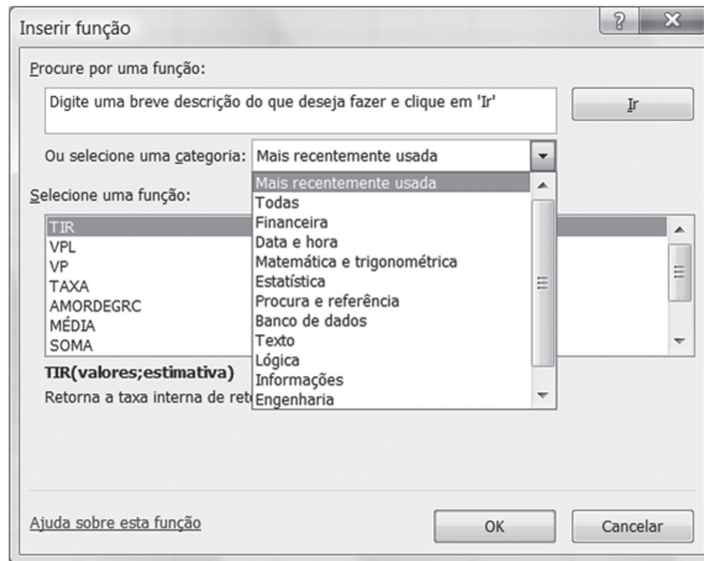 Inserir função
Procure por uma função:
Digite uma breve descrição do que deseja fazer e clique em 'Ir'
Ir
Ou selecione uma categoria: Mais recentemente usada
Mais recentemente usada
Todas
Financeira
Data e hora
Matemática e trigonométrica
Estatística
Procura e referência
Banco de dados
Texto
Lógica
Informações
Engenharia
Selecione uma função:
TIR
VPL
VP
TAXA
AMORDEGRC
MÉDIA
SOMA
TIR(valores;estimativa)
Retorna a taxa interna de ret
Ajuda sobre esta função
OK
Cancelar